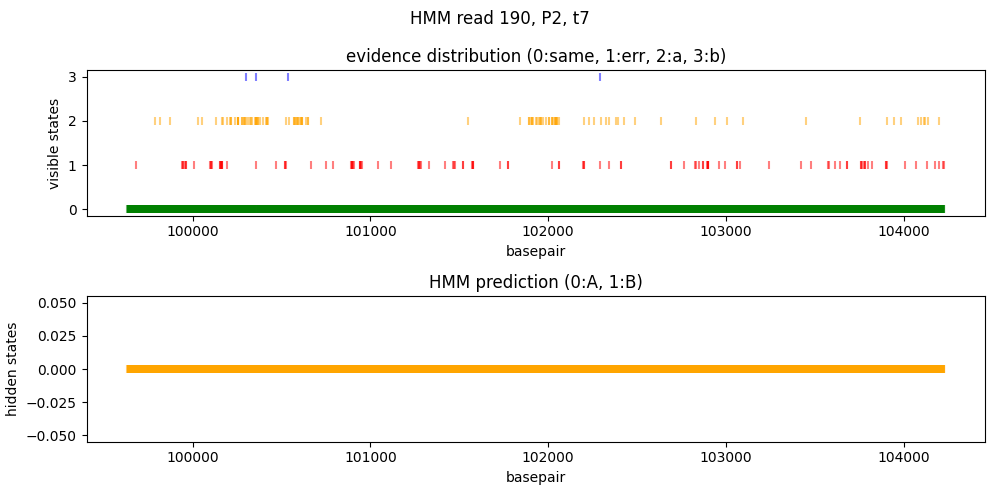 HMM read 190, P2, t7
evidence distribution (0:same, 1:err, 2:a, 3:b)
visible states
3
2
1
0
100000 101000 102000 103000 104000
basepair
HMM prediction (0:A, 1:B)
hidden states
0.050
0.025
0.000
−0.025
−0.050
100000 101000 102000 103000 104000
basepair